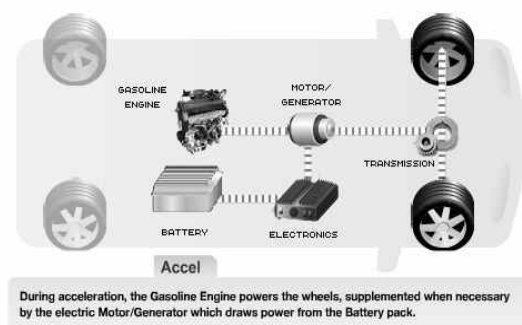 GASOLINE
ENGINE
MOTOR/
GENERATOR
TRANSMISSION
BATTERY
ELECTRONICS
Accel
During acceleration, the Gasoline Engine powers the wheels, supplemented when necessary
by the electric Motor/Generator which draws power from the Battery pack.